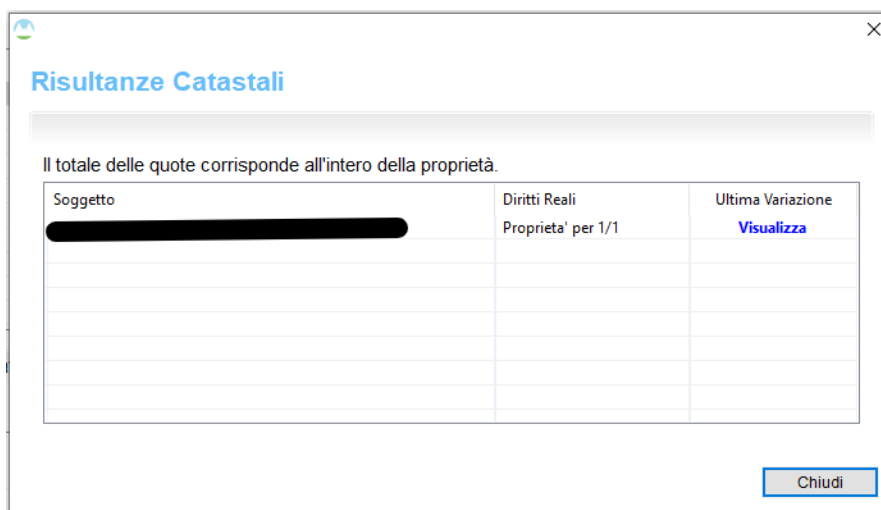 Risultanze Catastali
Il totale delle quote corrisponde all'intero della proprietà.
Soggetto Diritti Reali Ultima Variazione
Proprieta' per 1/1 Visualizza
Chiudi